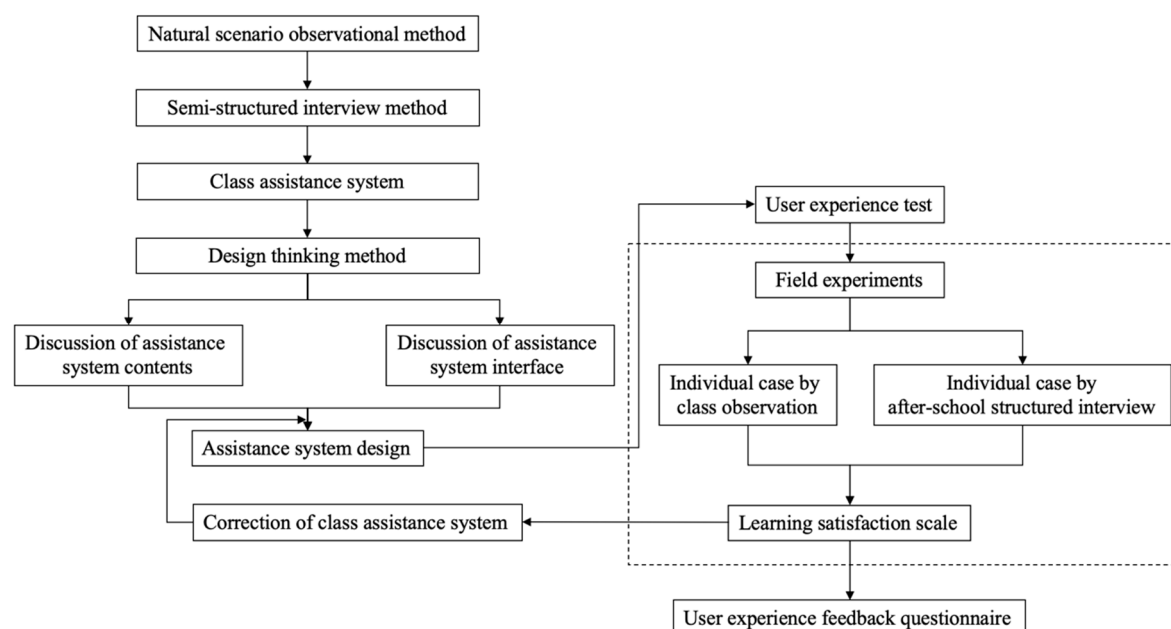 Natural scenario observational method
Semi-structured interview method
Class assistance system
Design thinking method
Discussion of assistance
system contents
Discussion of assistance
system interface
Assistance system design
Correction of class assistance system
User experience test
Field experiments
Individual case by
class observation
Individual case by
after-school structured interview
Learning satisfaction scale
User experience feedback questionnaire